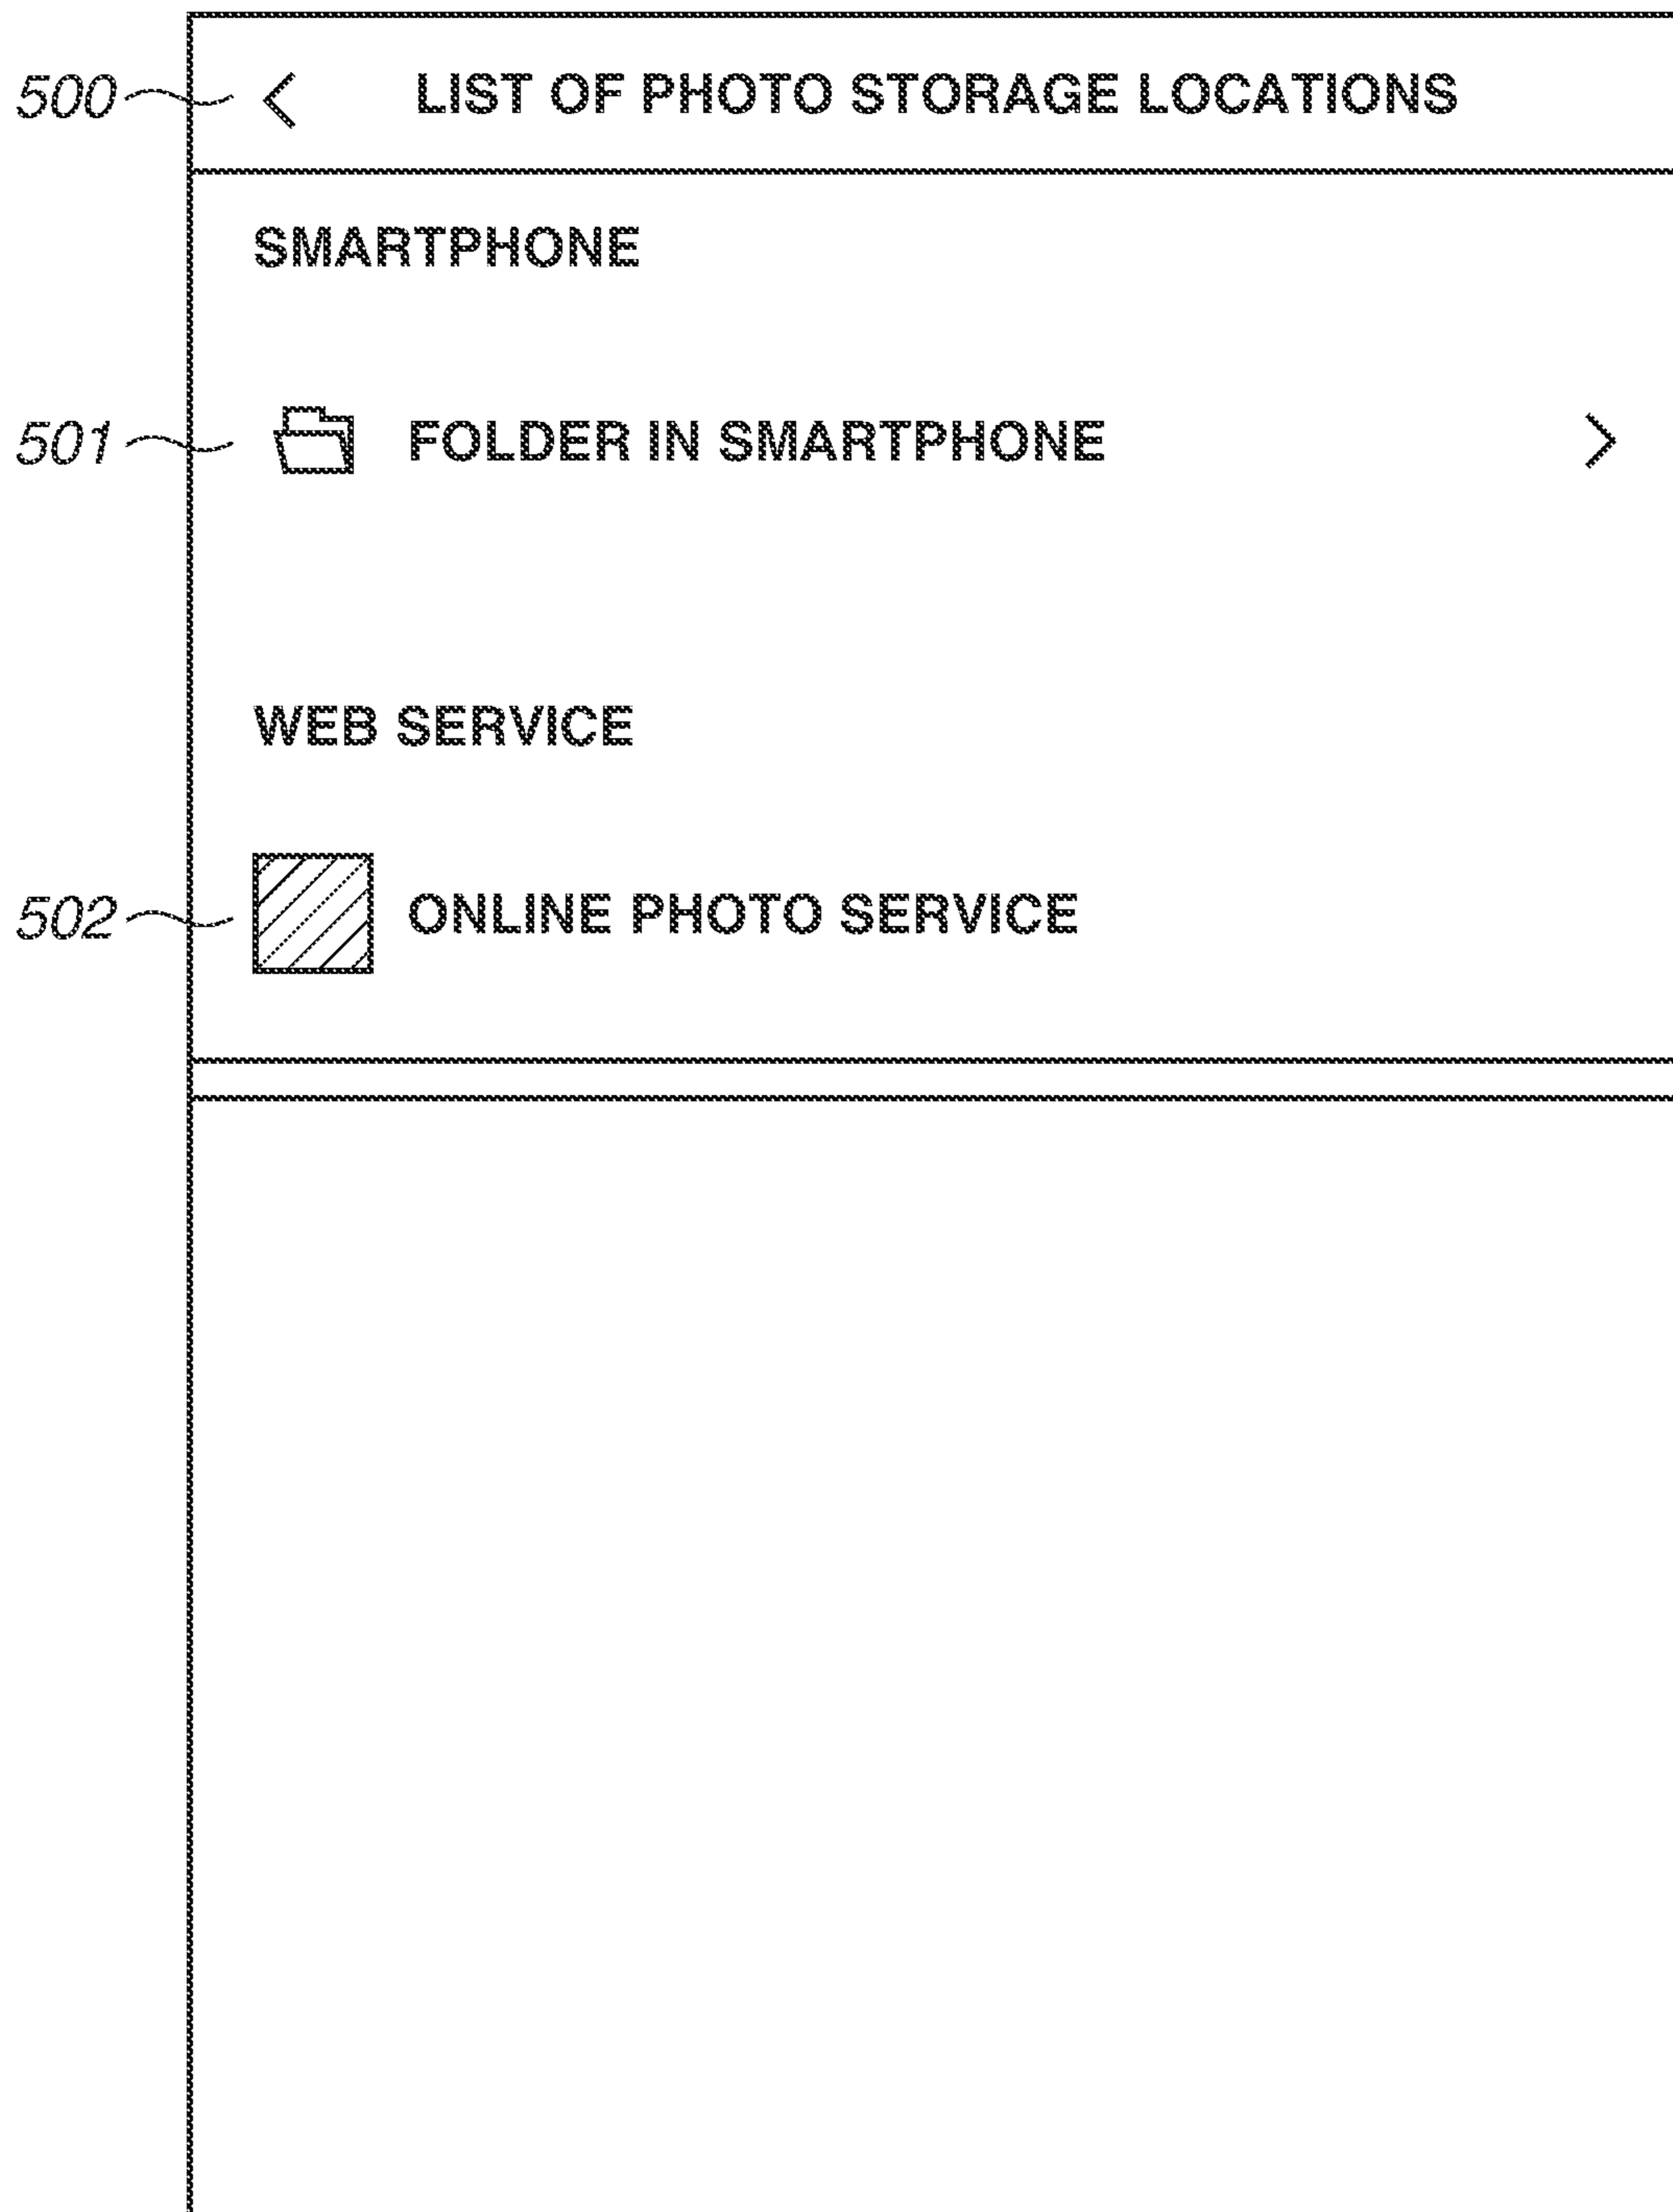 500 < LIST OF PHOTO STORAGE LOCATIONS
SMARTPHONE
501 FOLDER IN SMARTPHONE >
WEB SERVICE
502 ONLINE PHOTO SERVICE